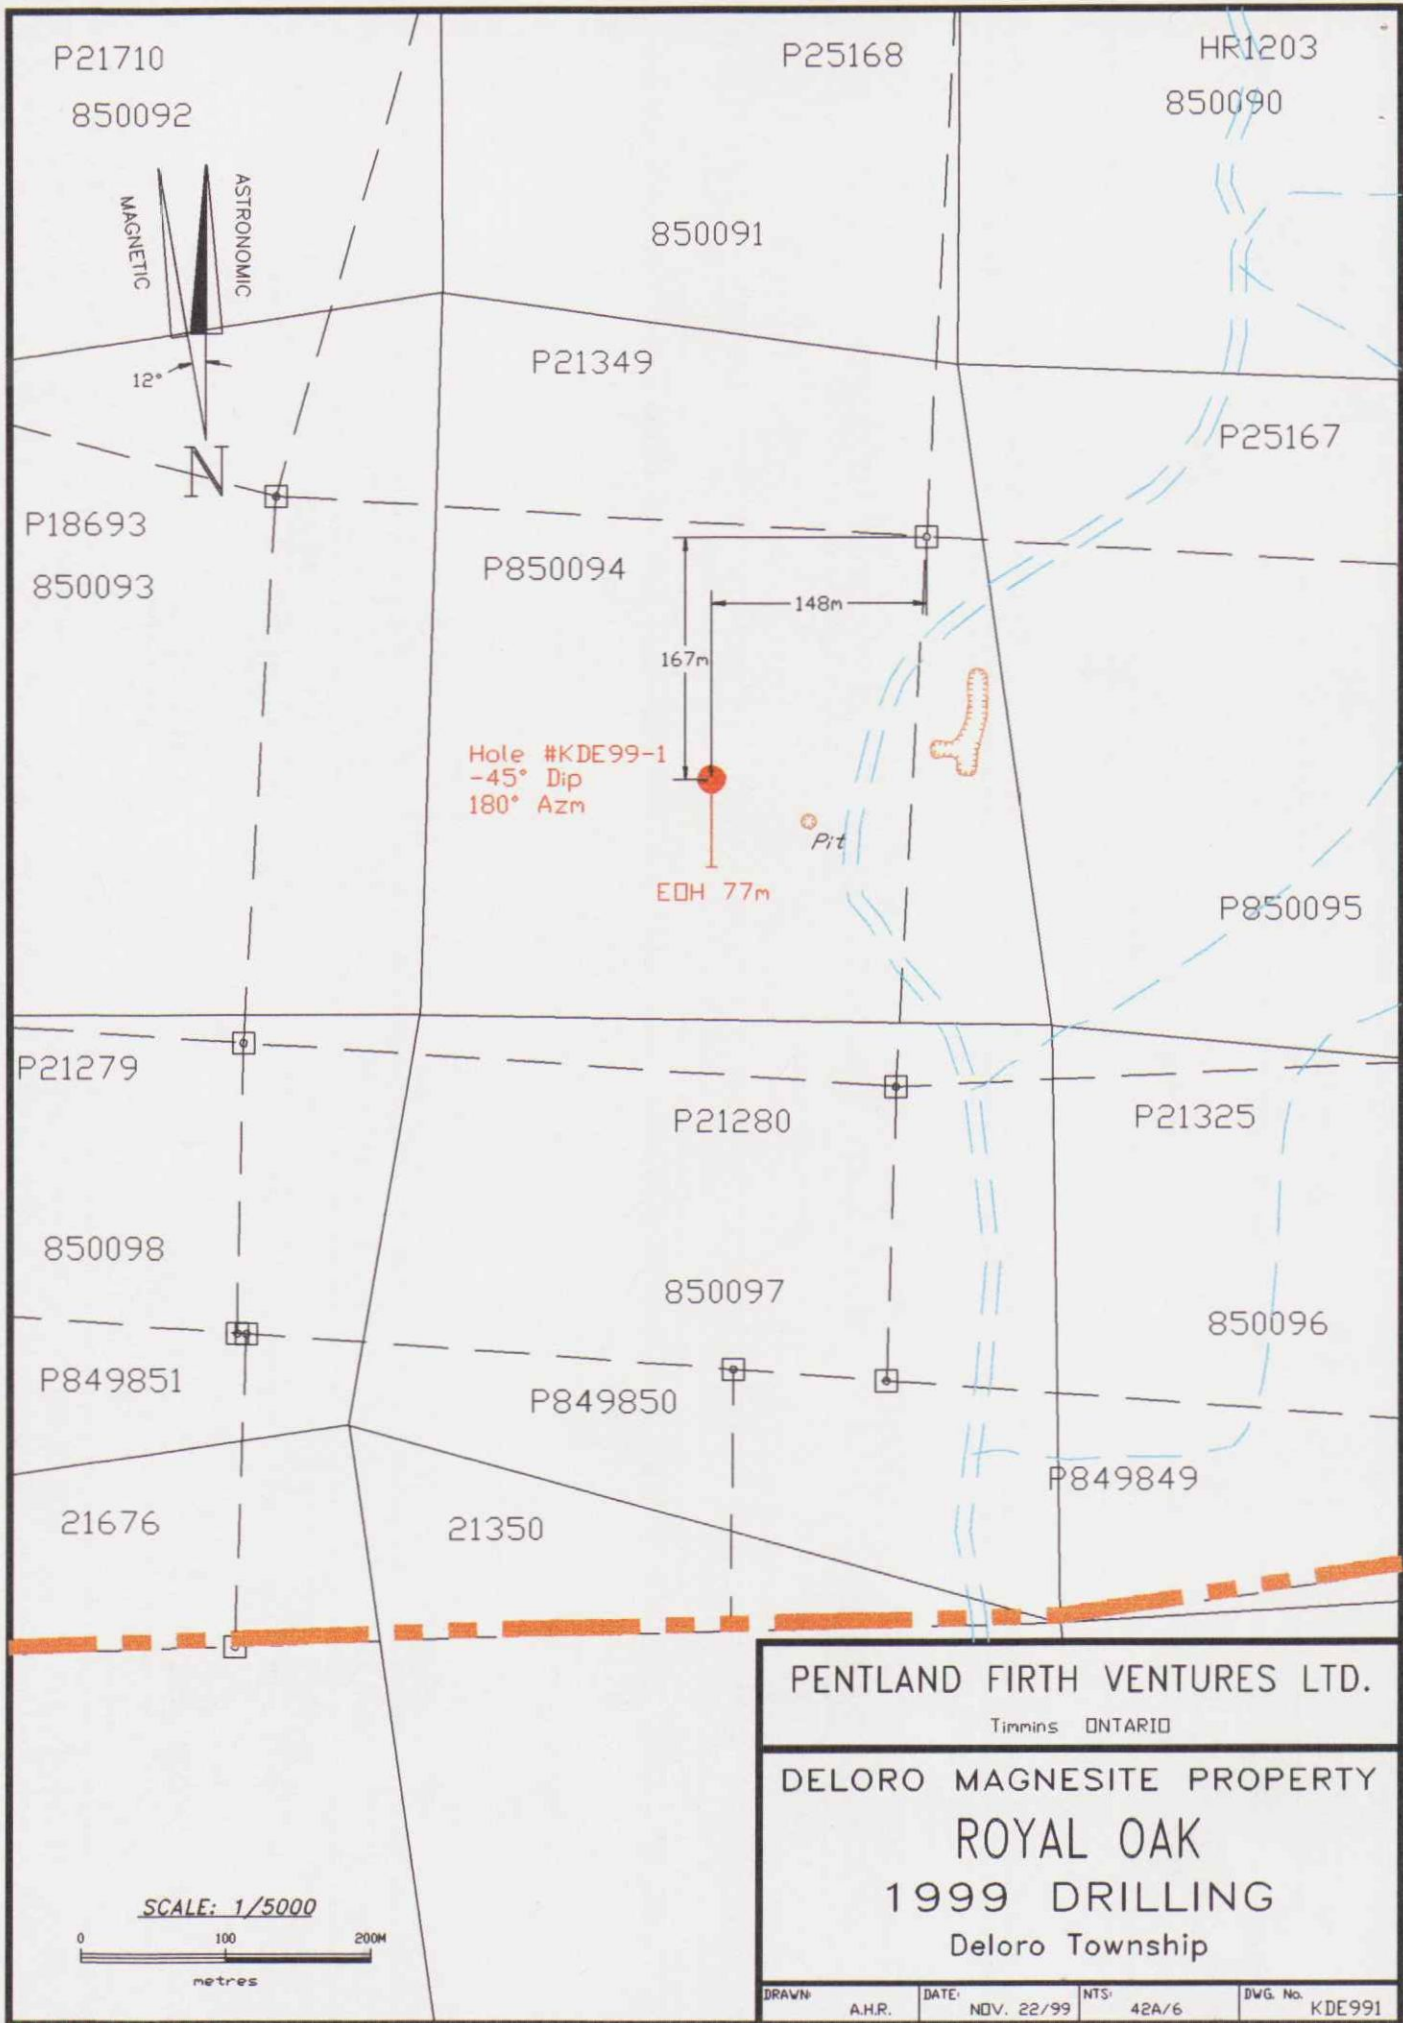 P21710
850092
P25168
HR1203
850090
ASTRONOMIC
MAGNETIC
850091
12°
N
P21349
P25167
P18693
850093
P850094
148m
167m
Hole #KDE99-1
-45° Dip
180° Azm
Pit
EOH 77m
P850095
P21279
P21280
P21325
850098
850097
850096
P849851
P849850
P849849
21676
21350
PENTLAND FIRTH VENTURES LTD.
Timmins ONTARIO
DELORO MAGNESITE PROPERTY
ROYAL OAK
1999 DRILLING
Deloro Township
SCALE: 1/5000
0 100 200M
metres
DRAWN: A.H.R. DATE: NOV. 22/99 NTS: 42A/6 DWG. No. KDE991